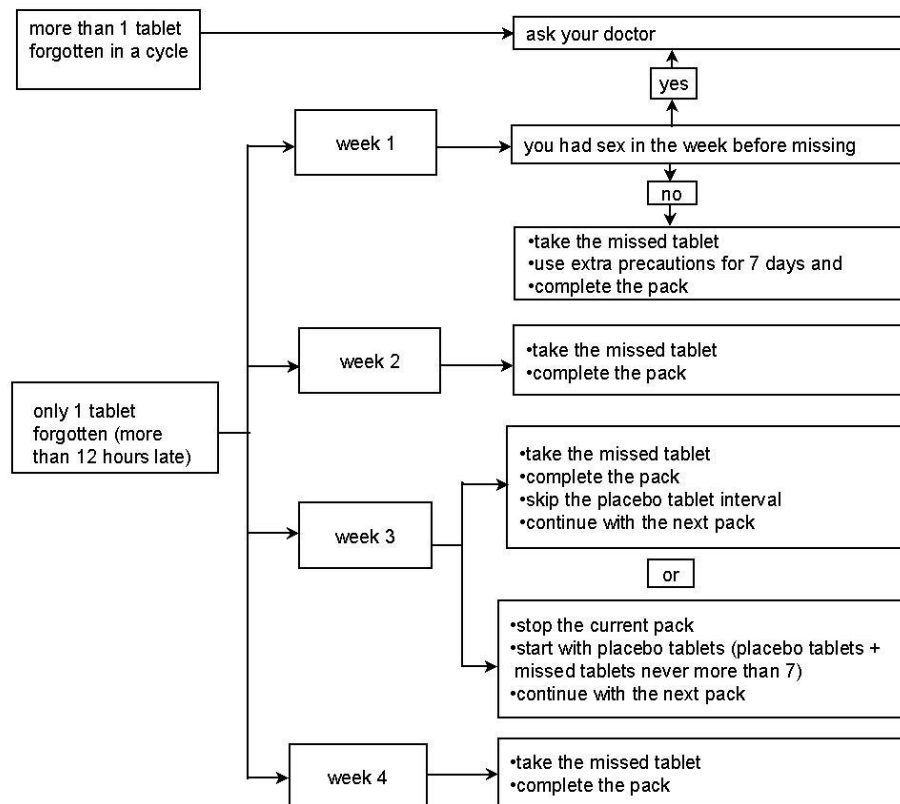 more than 1 tablet
forgotten in a cycle
ask your doctor
yes
week 1
you had sex in the week before missing
no
•take the missed tablet
•use extra precautions for 7 days and
•complete the pack
week 2
•take the missed tablet
•complete the pack
only 1 tablet
forgotten (more
than 12 hours late)
week 3
•take the missed tablet
•complete the pack
•skip the placebo tablet interval
•continue with the next pack
or
•stop the current pack
•start with placebo tablets (placebo tablets +
missed tablets never more than 7)
•continue with the next pack
week 4
•take the missed tablet
•complete the pack